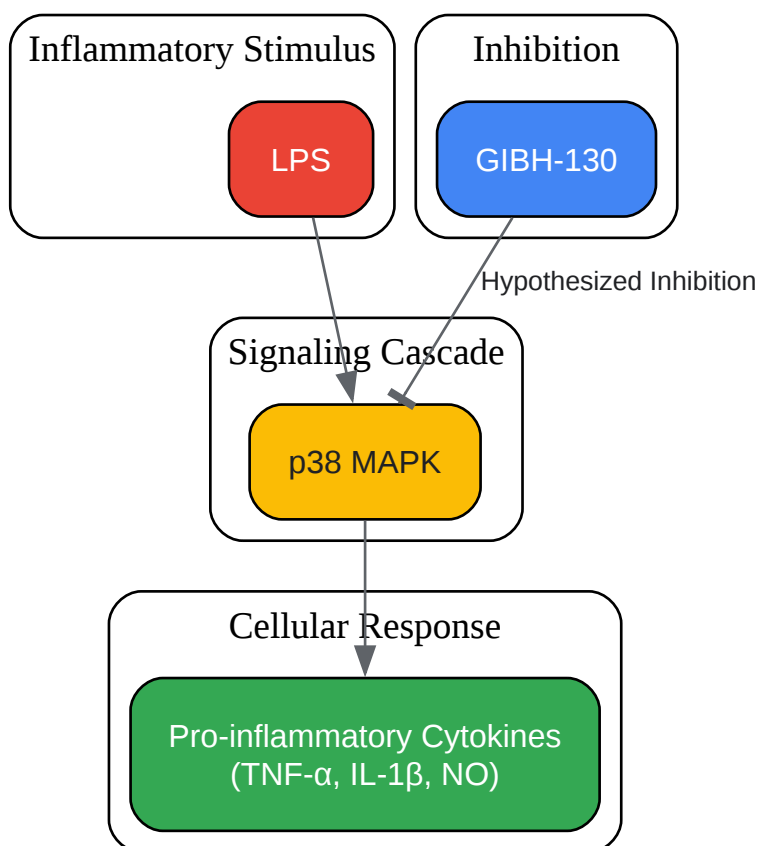 Inflammatory Stimulus
Inhibition
LPS
GIBH-130
Hypothesized Inhibition
Signaling Cascade
p38 MAPK
Cellular Response
Pro-inflammatory Cytokines
(TNF-α, IL-1β, NO)